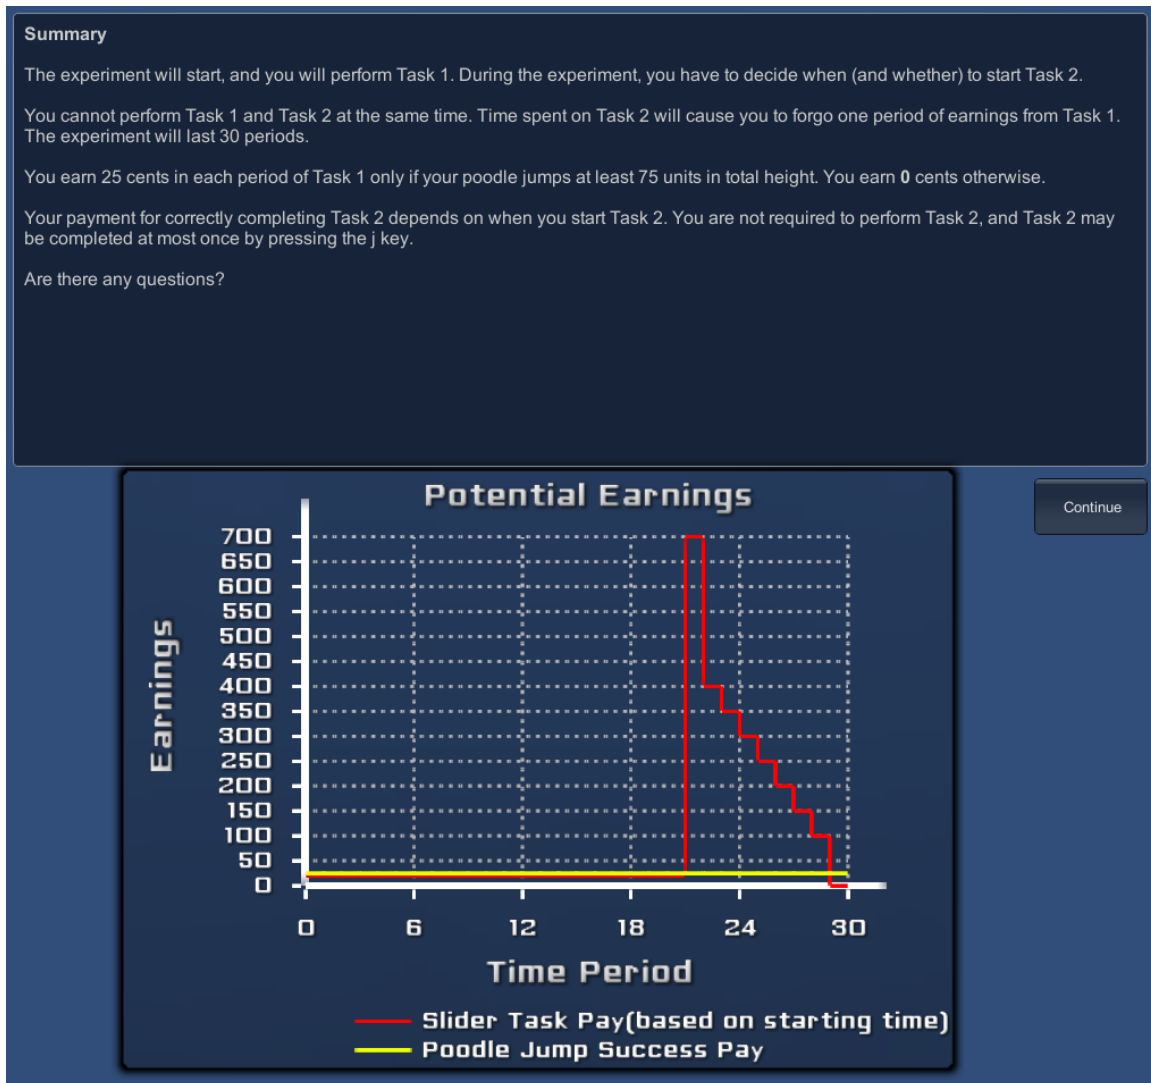 Summary
The experiment will start, and you will perform Task 1. During the experiment, you have to decide when (and whether) to start Task 2.
You cannot perform Task 1 and Task 2 at the same time. Time spent on Task 2 will cause you to forgo one period of earnings from Task 1.
The experiment will last 30 periods.
You earn 25 cents in each period of Task 1 only if your poodle jumps at least 75 units in total height. You earn 0 cents otherwise.
Your payment for correctly completing Task 2 depends on when you start Task 2. You are not required to perform Task 2, and Task 2 may
be completed at most once by pressing the j key.
Are there any questions?
Continue
Potential Earnings
Earnings
700
650
600
550
500
450
400
350
300
250
200
150
100
50
0
0 6 12 18 24 30
Time Period
Slider Task Pay(based on starting time)
Poodle Jump Success Pay